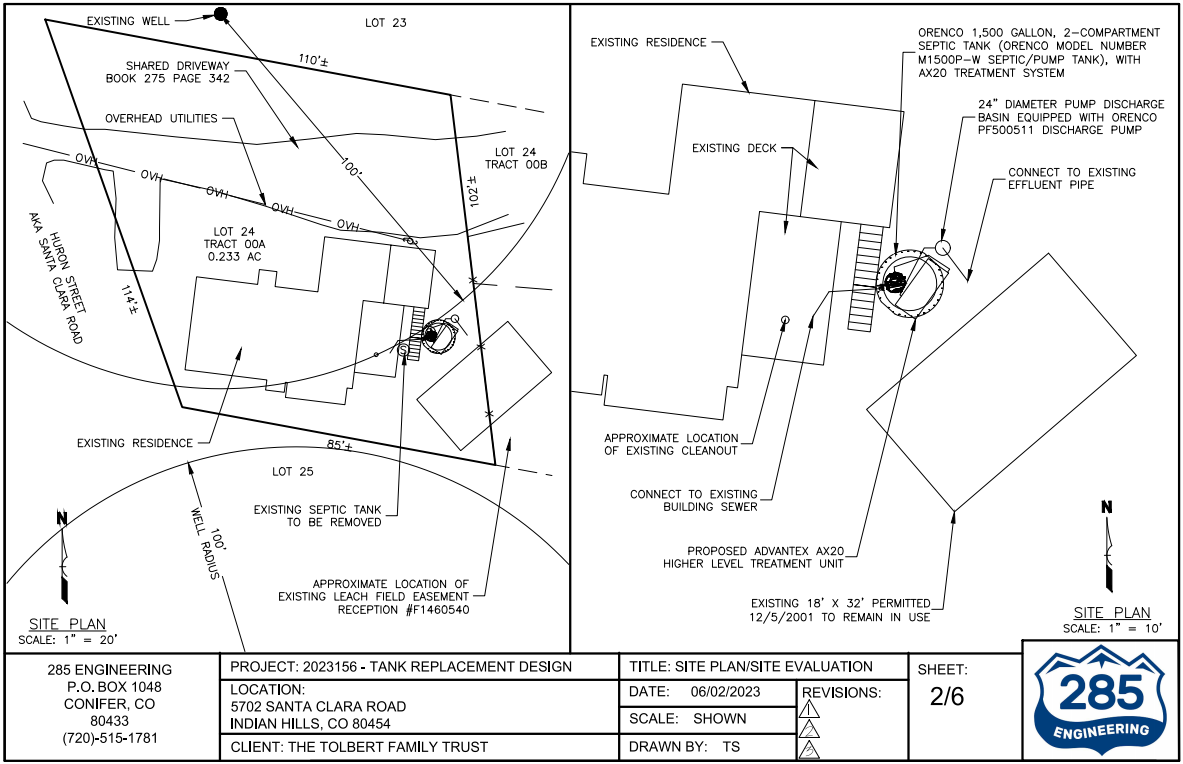 EXISTING WELL
LOT 23
110'±
SHARED DRIVEWAY
BOOK 275 PAGE 342
OVERHEAD UTILITIES
LOT 24
TRACT 00B
100'
102'±
OVH
OVH
OVH
OVH
OVH
HURON STREET
AKA SANTA CLARA ROAD
LOT 24
TRACT 00A
0.233 AC
114'±
S
EXISTING RESIDENCE
85'±
LOT 25
EXISTING SEPTIC TANK
TO BE REMOVED
100'
WELL RADIUS
APPROXIMATE LOCATION OF
EXISTING LEACH FIELD EASEMENT
RECEPTION #F1460540
N
SITE PLAN
SCALE: 1" = 20'
EXISTING RESIDENCE
ORENCO 1,500 GALLON, 2-COMPARTMENT
SEPTIC TANK (ORENCO MODEL NUMBER
M1500P-W SEPTIC/PUMP TANK), WITH
AX20 TREATMENT SYSTEM
24" DIAMETER PUMP DISCHARGE
BASIN EQUIPPED WITH ORENCO
PF500511 DISCHARGE PUMP
EXISTING DECK
CONNECT TO EXISTING
EFFLUENT PIPE
APPROXIMATE LOCATION
OF EXISTING CLEANOUT
CONNECT TO EXISTING
BUILDING SEWER
PROPOSED ADVANTEX AX20
HIGHER LEVEL TREATMENT UNIT
EXISTING 18' X 32' PERMITTED
12/5/2001 TO REMAIN IN USE
N
SITE PLAN
SCALE: 1" = 10'
285 ENGINEERING
P.O. BOX 1048
CONIFER, CO
80433
(720)-515-1781
PROJECT: 2023156 - TANK REPLACEMENT DESIGN
LOCATION:
5702 SANTA CLARA ROAD
INDIAN HILLS, CO 80454
CLIENT: THE TOLBERT FAMILY TRUST
TITLE: SITE PLAN/SITE EVALUATION
DATE: 06/02/2023
SCALE: SHOWN
DRAWN BY: TS
REVISIONS:
1
2
3
SHEET:
2/6
285
ENGINEERING